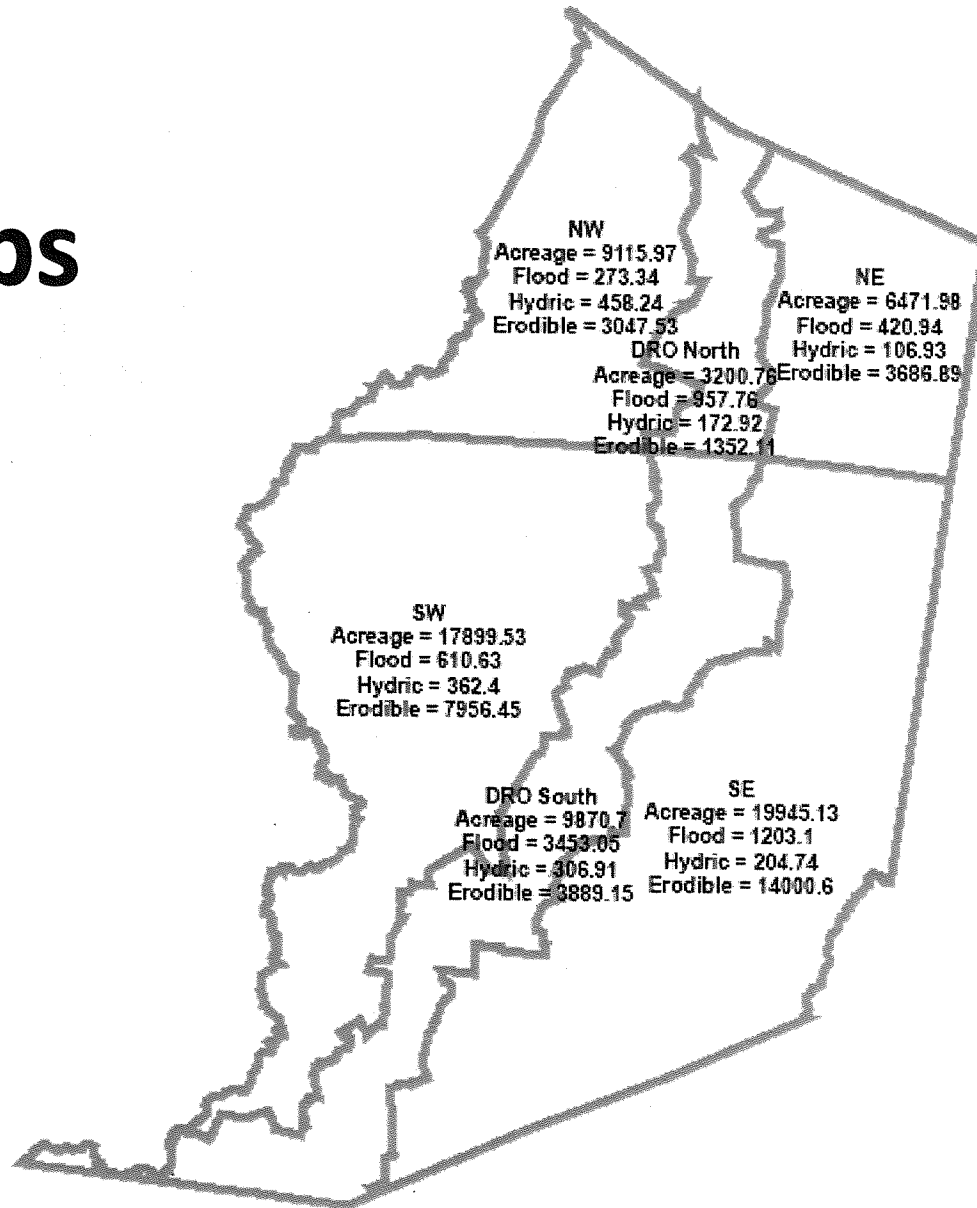 ps
NW
Acreage = 9115.97
Flood = 273.34
Hydric = 458.24
Erodible = 3047.53
NE
Acreage = 6471.98
Flood = 420.94
Hydric = 106.93
Erodible = 3686.89
DRO North
Acreage = 3200.76
Flood = 957.76
Hydric = 172.92
Erodible = 1352.11
SW
Acreage = 17899.53
Flood = 610.63
Hydric = 362.4
Erodible = 7956.45
DRO South
Acreage = 9870.7
Flood = 3453.05
Hydric = 306.91
Erodible = 3889.15
SE
Acreage = 19945.13
Flood = 1203.1
Hydric = 204.74
Erodible = 14000.6